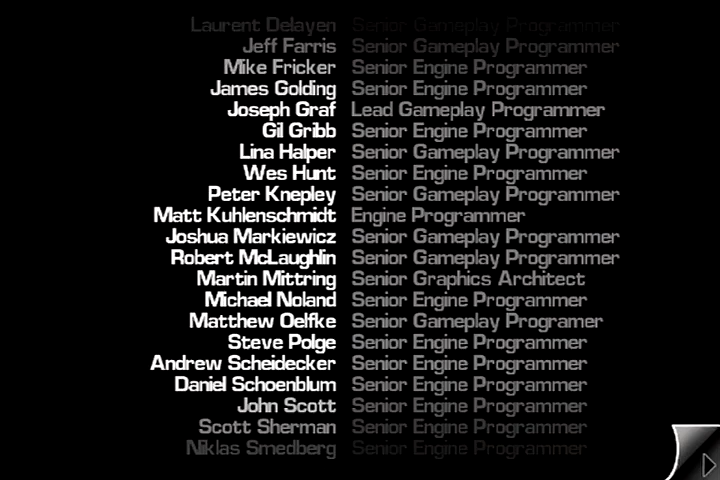 Laurent Delayen Senior Gameplay Programmer
Jeff Farris Senior Gameplay Programmer
Mike Fricker Senior Engine Programmer
James Golding Senior Engine Programmer
Joseph Graf Lead Gameplay Programmer
Gil Gribb Senior Engine Programmer
Lina Halper Senior Gameplay Programmer
Wes Hunt Senior Engine Programmer
Peter Knepley Senior Gameplay Programmer
Matt Kuhlenschmidt Engine Programmer
Joshua Markiewicz Senior Gameplay Programmer
Robert McLaughlin Senior Gameplay Programmer
Martin Mittring Senior Graphics Architect
Michael Noland Senior Engine Programmer
Matthew Oelfke Senior Gameplay Programer
Steve Polge Senior Engine Programmer
Andrew Scheidecker Senior Engine Programmer
Daniel Schoenblum Senior Engine Programmer
John Scott Senior Engine Programmer
Scott Sherman Senior Engine Programmer
Niklas Smedberg Senior Engine Programmer